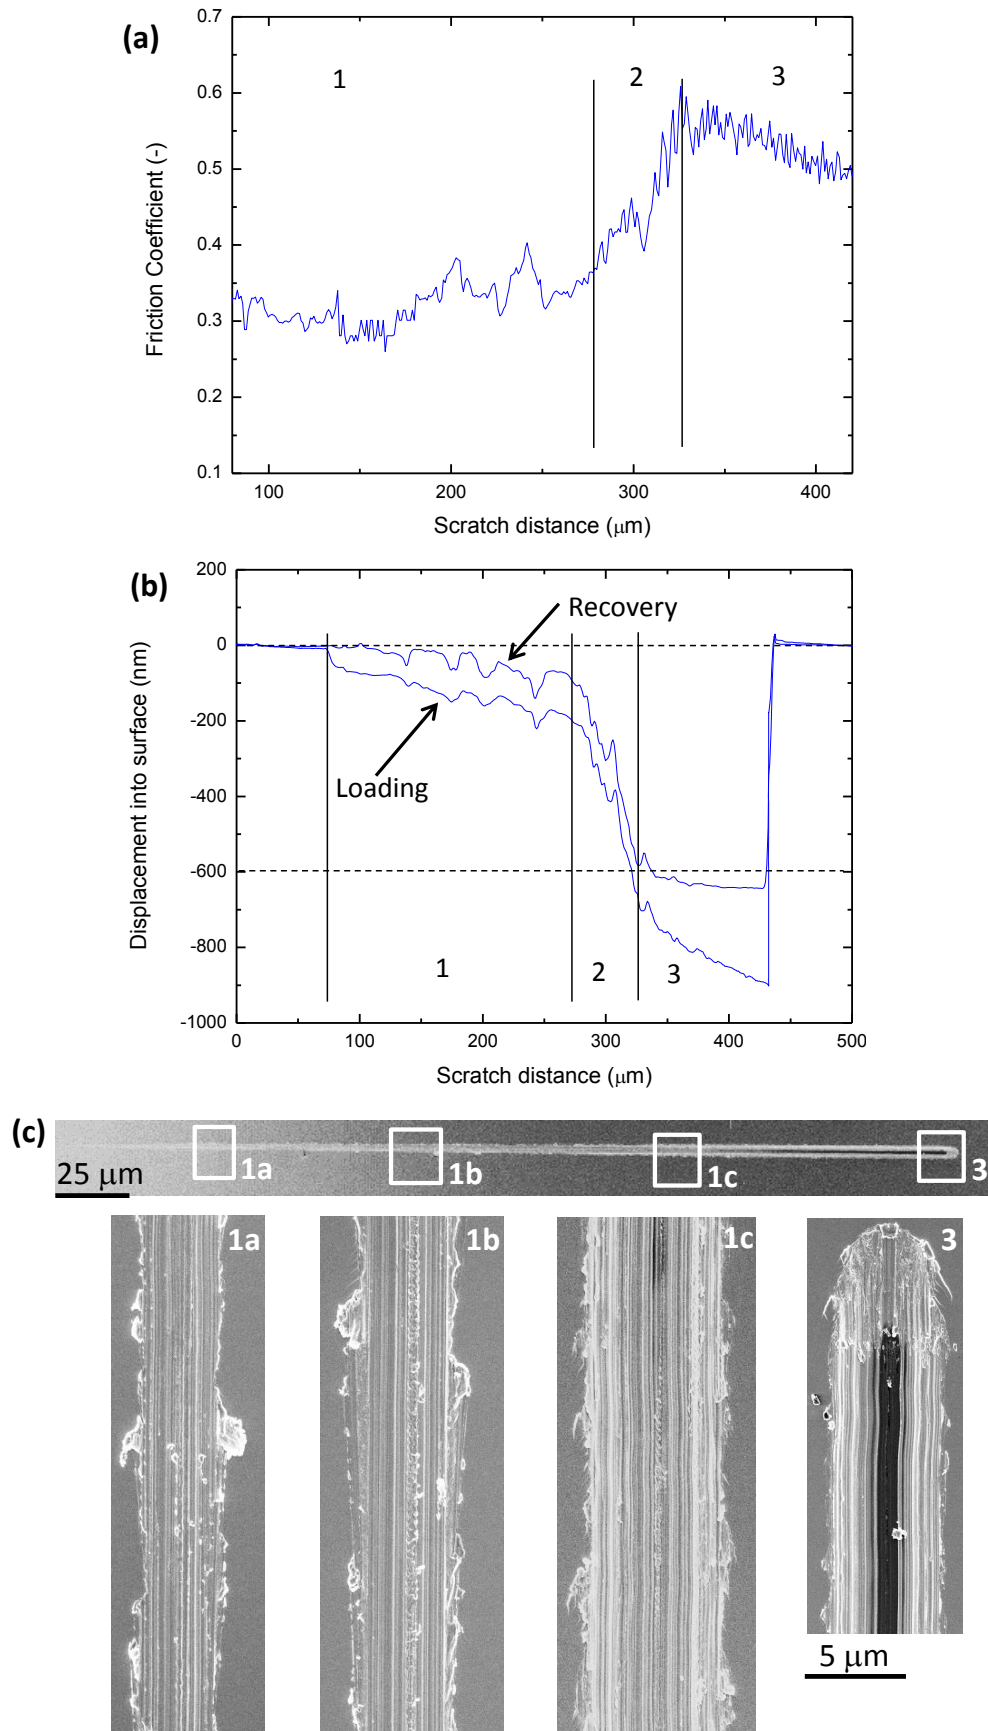 (a)
0.7
0.6
0.5
0.4
0.3
0.2
0.1
Friction Coefficient (-)
1
2
3
100
200
300
400
Scratch distance (μm)
(b)
200
0
-200
-400
-600
-800
-1000
Displacement into surface (nm)
Recovery
Loading
1
2
3
0
100
200
300
400
500
Scratch distance (μm)
(c)
25 μm
1a
1b
1c
3
1a
1b
1c
3
5 μm